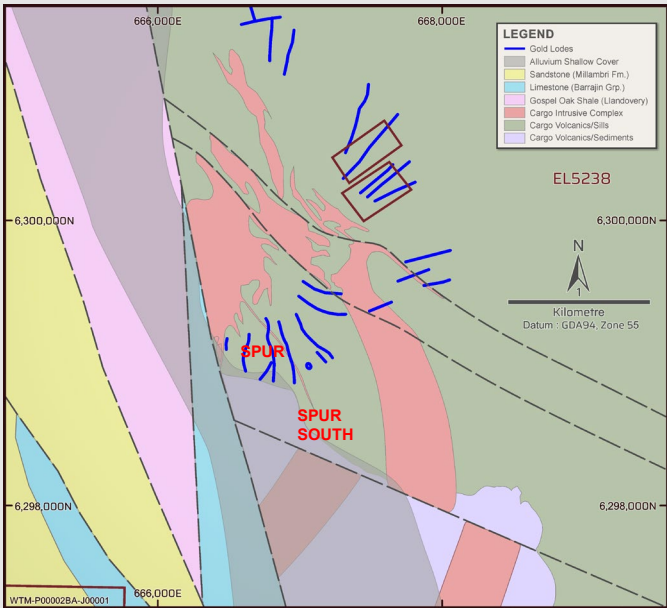 666,000E
668,000E
LEGEND
Gold Lodes
Alluvium Shallow Cover
Sandstone (Millambri Fm.)
Limestone (Barrajin Grp.)
Gospel Oak Shale (Llandovery)
Cargo Intrusive Complex
Cargo Volcanics/Sills
Cargo Volcanics/Sediments
EL5238
6,300,000N
6,300,000N
N
1
Kilometre
Datum : GDA94, Zone 55
SPUR
SPUR
SOUTH
6,298,000N
6,298,000N
666,000E
WTM-P00002BA-J00001